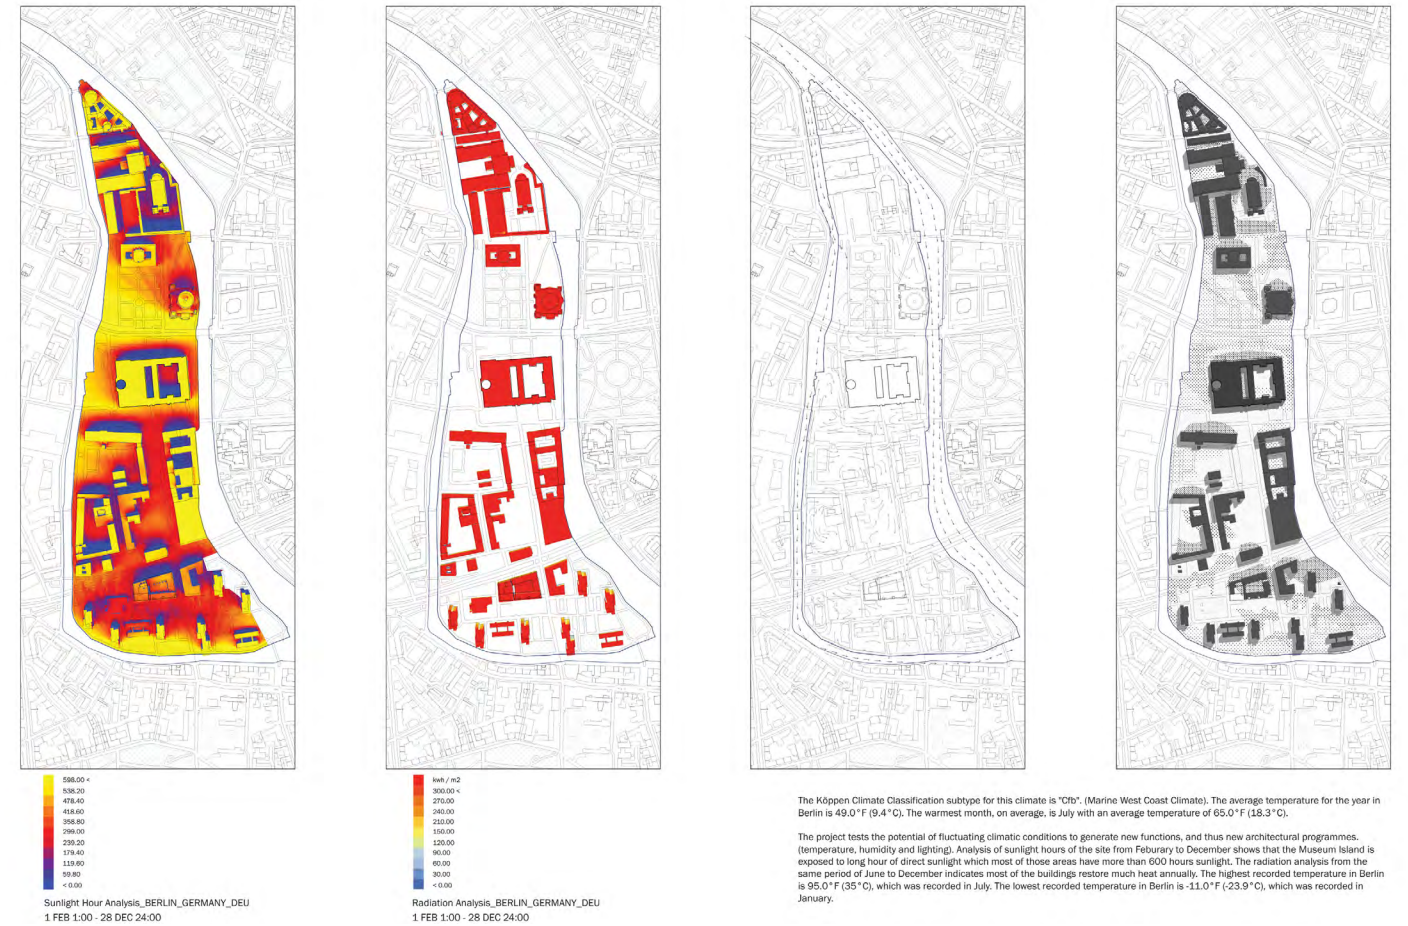 598.00 <
538.20
478.40
418.60
358.80
299.00
239.20
179.40
119.60
59.80
< 0.00
Sunlight Hour Analysis_BERLIN_GERMANY_DEU
1 FEB 1:00 - 28 DEC 24:00
kwh / m2
300.00 <
270.00
240.00
210.00
150.00
120.00
90.00
60.00
30.00
< 0.00
Radiation Analysis_BERLIN_GERMANY_DEU
1 FEB 1:00 - 28 DEC 24:00
The Köppen Climate Classification subtype for this climate is "Cfb". (Marine West Coast Climate). The average temperature for the year in
Berlin is 49.0°F (9.4°C). The warmest month, on average, is July with an average temperature of 65.0°F (18.3°C).
The project tests the potential of fluctuating climatic conditions to generate new functions, and thus new architectural programmes.
(temperature, humidity and lighting). Analysis of sunlight hours of the site from Feburary to December shows that the Museum Island is
exposed to long hour of direct sunlight which most of those areas have more than 600 hours sunlight. The radiation analysis from the
same period of June to December indicates most of the buildings restore much heat annually. The highest recorded temperature in Berlin
is 95.0°F (35°C), which was recorded in July. The lowest recorded temperature in Berlin is -11.0°F (-23.9°C), which was recorded in
January.